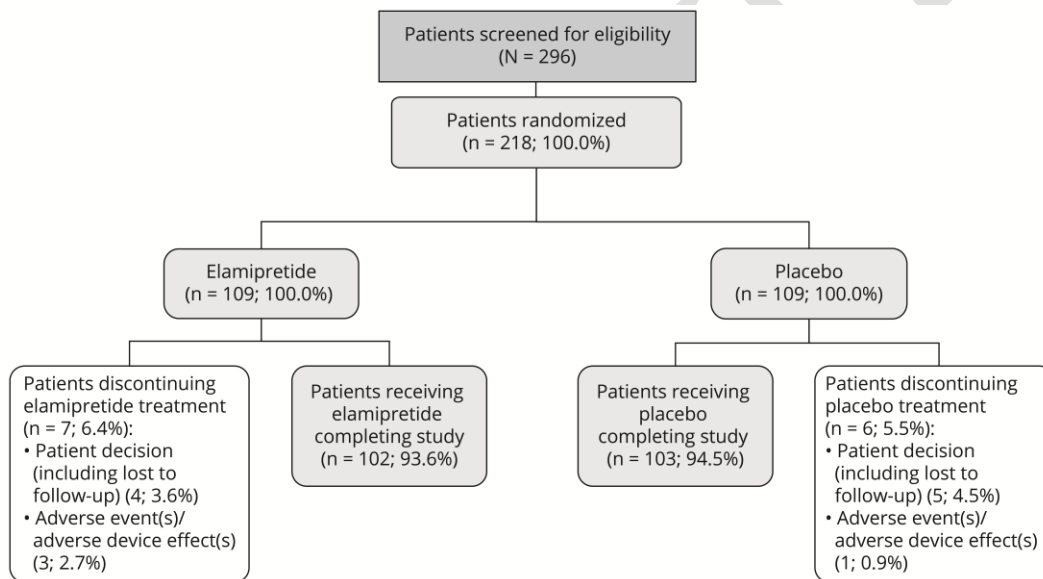 Patients screened for eligibility
(N = 296)
Patients randomized
(n = 218; 100.0%)
Elamipretide
(n = 109; 100.0%)
Placebo
(n = 109; 100.0%)
Patients discontinuing
elamipretide treatment
(n = 7; 6.4%):
• Patient decision
(including lost to
follow-up) (4; 3.6%)
• Adverse event(s)/
adverse device effect(s)
(3; 2.7%)
Patients receiving
elamipretide
completing study
(n = 102; 93.6%)
Patients receiving
placebo
completing study
(n = 103; 94.5%)
Patients discontinuing
placebo treatment
(n = 6; 5.5%):
• Patient decision
(including lost to
follow-up) (5; 4.5%)
• Adverse event(s)/
adverse device effect(s)
(1; 0.9%)